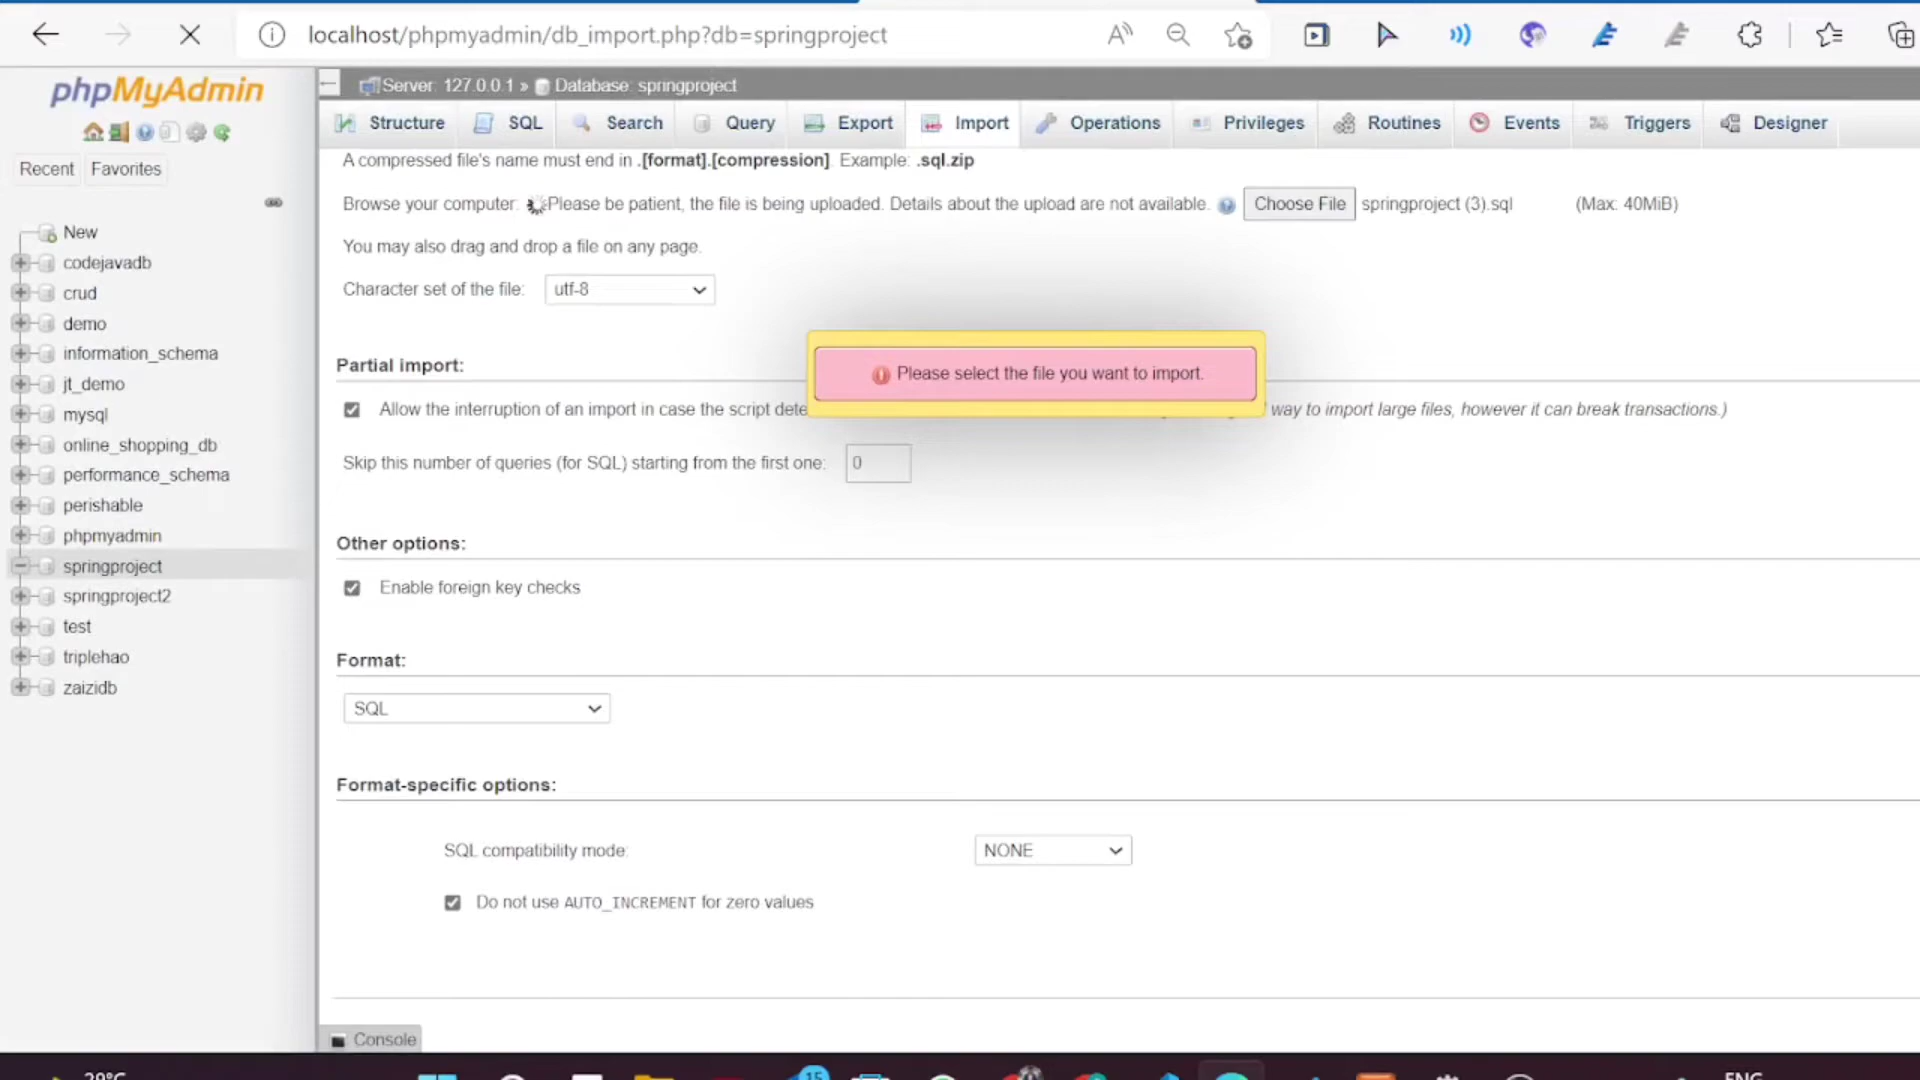 localhost/phpmyadmin/db_import.php?db=springproject
phpMyAdmin
Recent
Favorites
New
codejavadb
crud
demo
information_schema
jt_demo
mysql
online_shopping_db
performance_schema
perishable
phpmyadmin
springproject
springproject2
test
triplehao
zaizidb
Server: 127.0.0.1 » Database: springproject
Structure SQL Search Query Export Import Operations Privileges Routines Events Triggers Designer
A compressed file's name must end in .[format].[compression]. Example: .sql.zip
Browse your computer: Please be patient, the file is being uploaded. Details about the upload are not available. Choose File springproject (3).sql (Max: 40MiB)
You may also drag and drop a file on any page.
Character set of the file: utf-8
Please select the file you want to import.
Partial import:
Allow the interruption of an import in case the script dete way to import large files, however it can break transactions.)
Skip this number of queries (for SQL) starting from the first one: 0
Other options:
Enable foreign key checks
Format:
SQL
Format-specific options:
SQL compatibility mode: NONE
Do not use AUTO_INCREMENT for zero values
Console
29°C
15
ENG